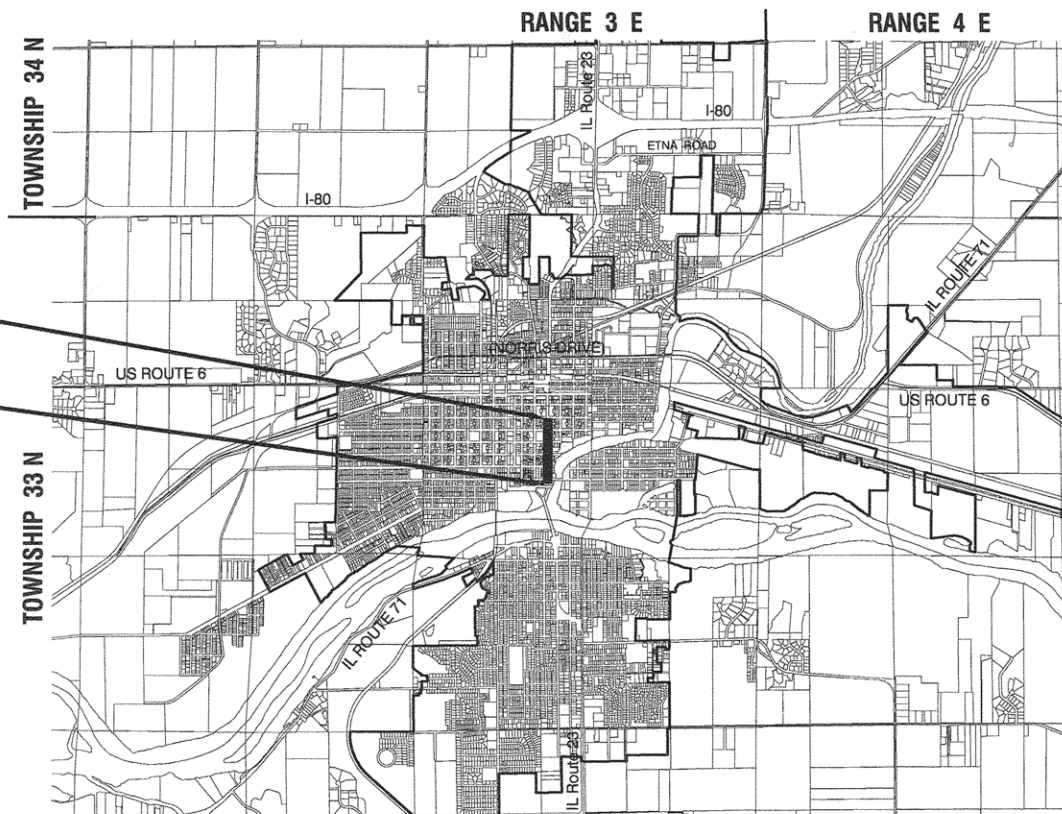 RANGE 3 E
RANGE 4 E
TOWNSHIP 34 N
IL Route 23
I-80
ETNA ROAD
I-80
IL ROUTE 71
(NORRIS DRIVE)
US ROUTE 6
US ROUTE 6
TOWNSHIP 33 N
IL ROUTE 71
IL Route 23